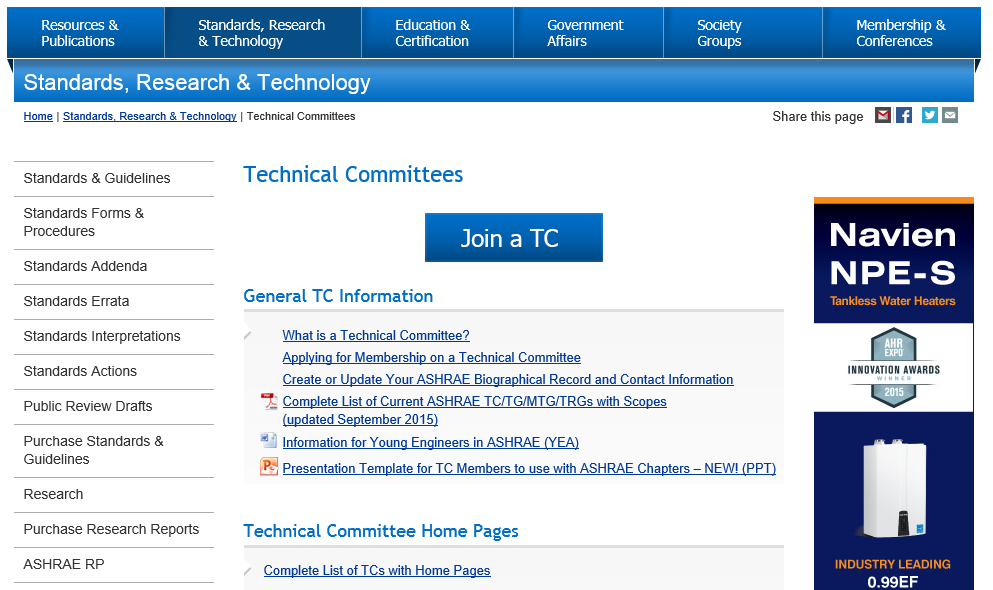 Resources &
Publications
Standards, Research
& Technology
Education &
Certification
Government
Affairs
Society
Groups
Membership &
Conferences
Standards, Research & Technology
Home | Standards, Research & Technology | Technical Committees
Share this page
Standards & Guidelines
Standards Forms &
Procedures
Standards Addenda
Standards Errata
Standards Interpretations
Standards Actions
Public Review Drafts
Purchase Standards &
Guidelines
Research
Purchase Research Reports
ASHRAE RP
Technical Committees
Join a TC
General TC Information
What is a Technical Committee?
Applying for Membership on a Technical Committee
Create or Update Your ASHRAE Biographical Record and Contact Information
Complete List of Current ASHRAE TC/TG/MTG/TRGs with Scopes
(updated September 2015)
Information for Young Engineers in ASHRAE (YEA)
Presentation Template for TC Members to use with ASHRAE Chapters – NEW! (PPT)
Technical Committee Home Pages
Complete List of TCs with Home Pages
Navien
NPE-S
Tankless Water Heaters
AHR
EXPO
INNOVATION AWARDS
WINNER
2015
INDUSTRY LEADING
0.99EF